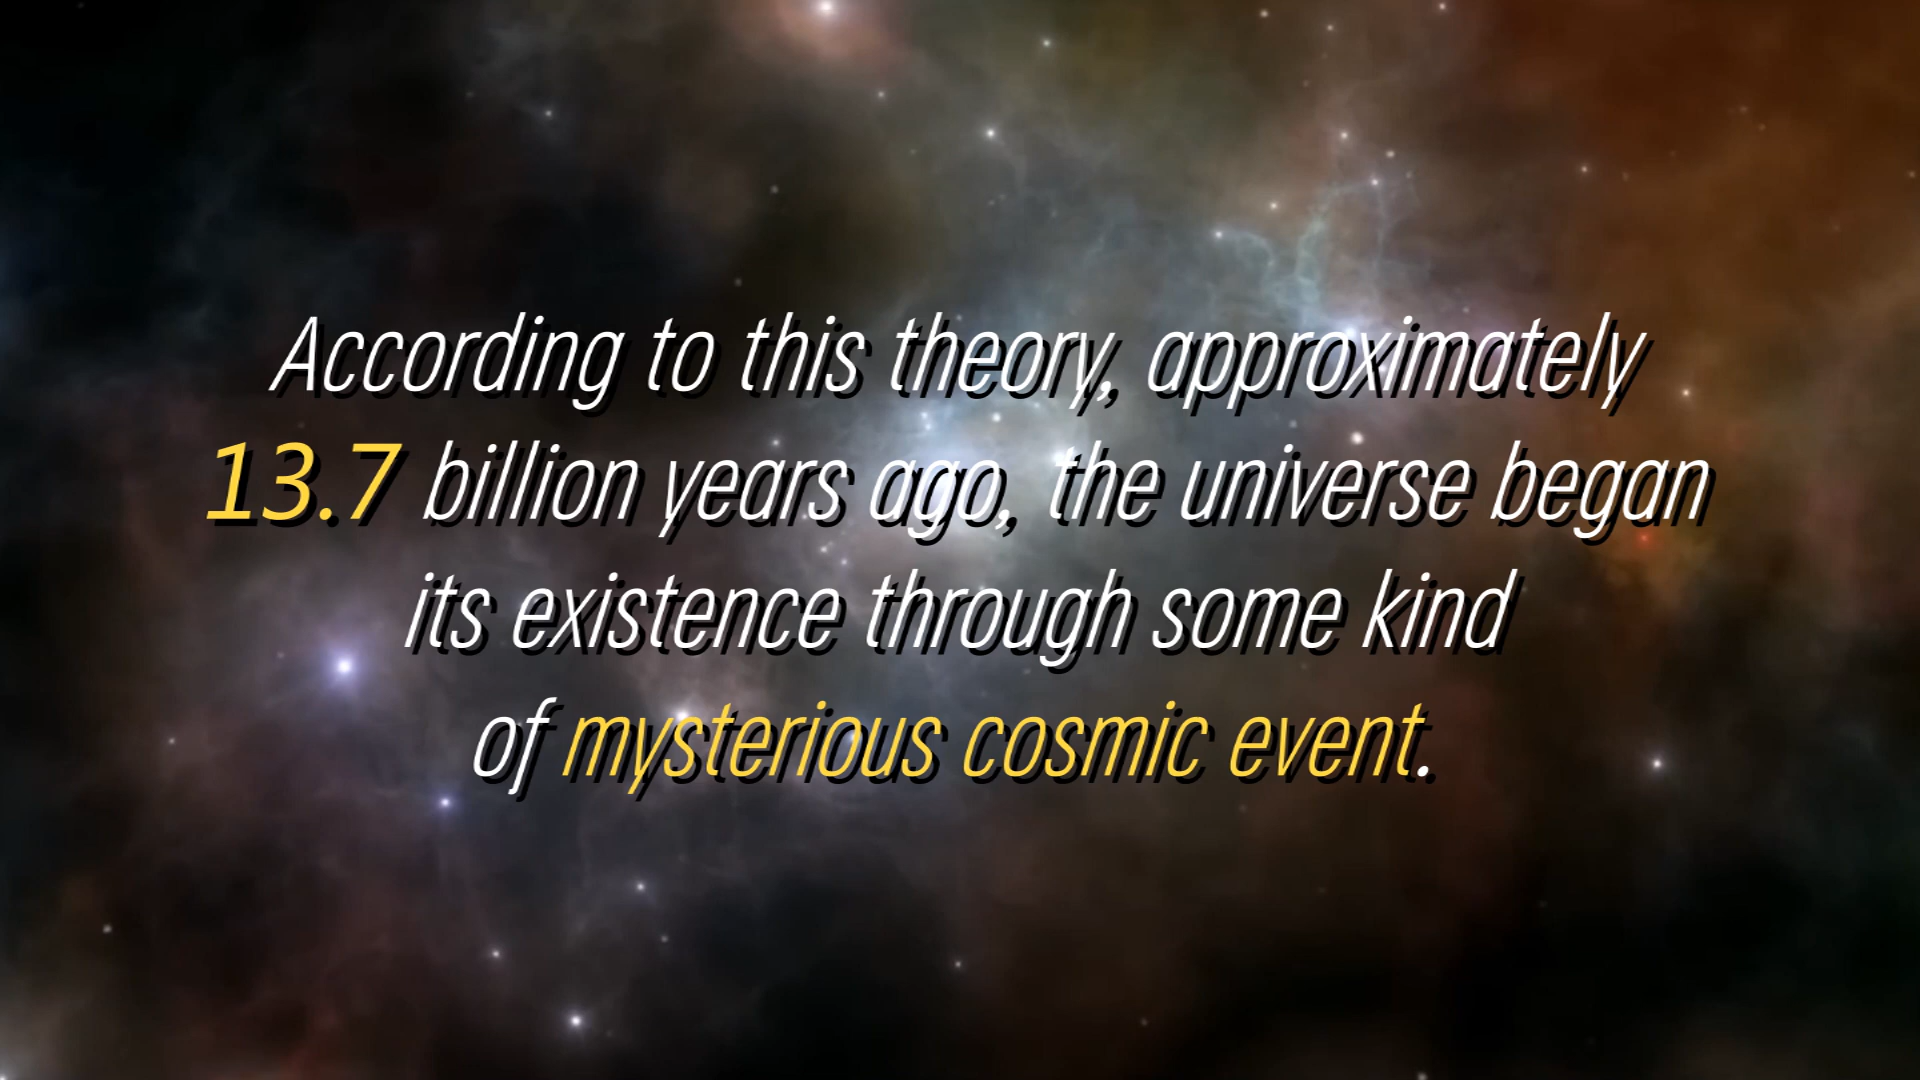 According to this theory, approximately
13.7 billion years ago, the universe began
its existence through some kind
of mysterious cosmic event.